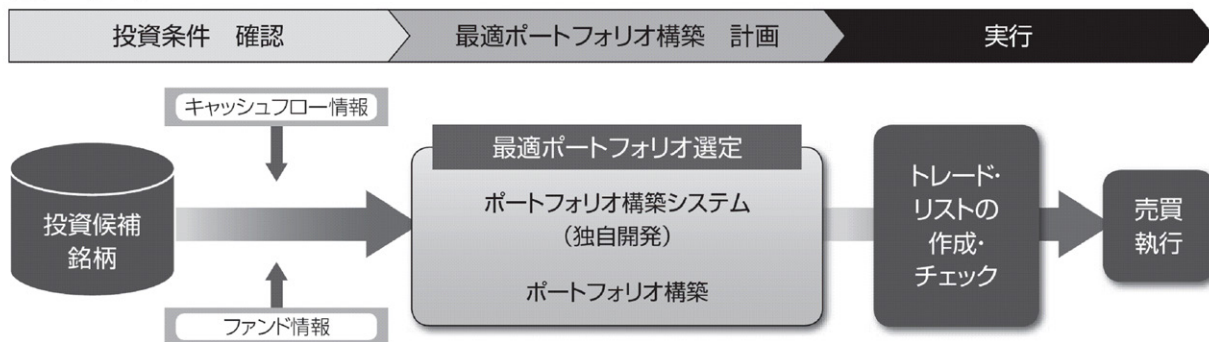 投資条件　確認
最適ポートフォリオ構築　計画
実行
キャッシュフロー情報
投資候補
銘柄
ファンド情報
最適ポートフォリオ選定
ポートフォリオ構築システム
（独自開発）
ポートフォリオ構築
トレード・
リストの
作成・
チェック
売買
執行